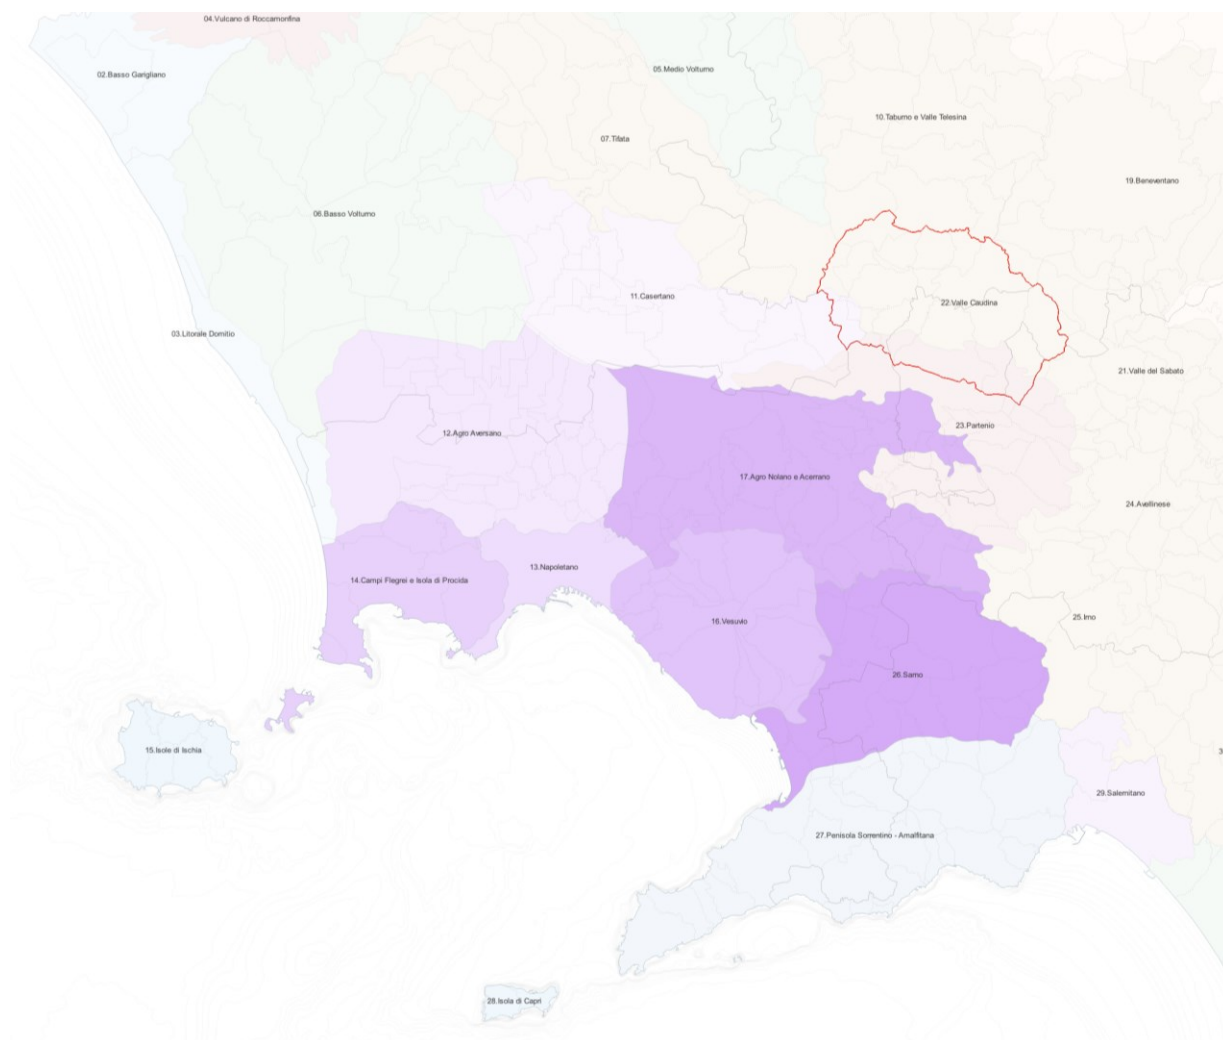 04.Vulcano di Roccamonfina
02.Basso Garigliano
05.Medio Volturno
10.Taburno e Valle Telesina
07.Tifata
19.Beneventano
06.Basso Volturno
11.Casertano
22.Valle Caudina
03.Litorale Domitio
21.Valle del Sabato
23.Partenio
12.Agro Aversano
17.Agro Nolano e Acerrano
24.Avellinese
13.Napoletano
14.Campi Flegrei e Isola di Procida
25.Irno
16.Vesuvio
26.Sarno
15.Isole di Ischia
3
29.Salernitano
27.Penisola Sorrentino - Amalfitana
28.Isola di Capri